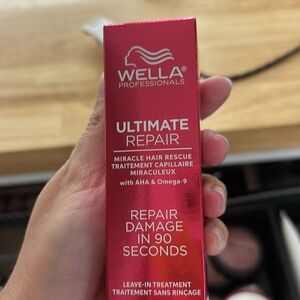 WELLA®
PROFESSIONALS
ULTIMATE
REPAIR
MIRACLE HAIR RESCUE
TRAITEMENT CAPILLAIRE
MIRACULEUX
with AHA & Omega-9
REPAIR
DAMAGE
IN 90
SECONDS
LEAVE-IN TREATMENT
TRAITEMENT SANS RINÇAGE